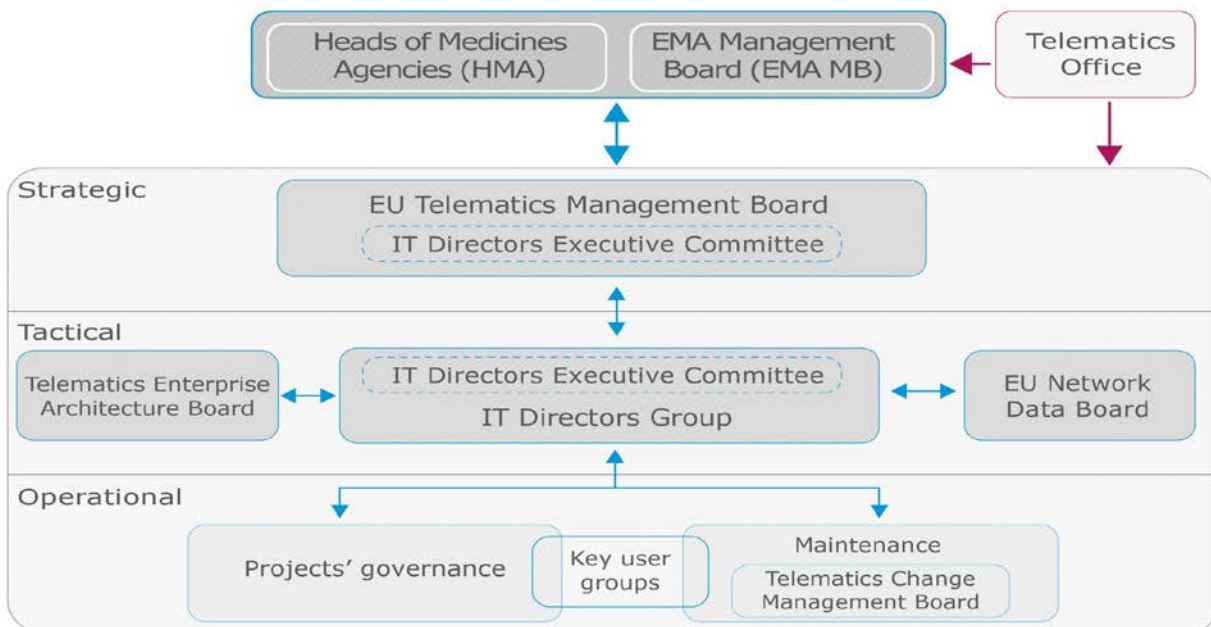 Heads of Medicines
Agencies (HMA)
EMA Management
Board (EMA MB)
Telematics
Office
Strategic
EU Telematics Management Board
IT Directors Executive Committee
Tactical
Telematics Enterprise
Architecture Board
IT Directors Executive Committee
IT Directors Group
EU Network
Data Board
Operational
Projects’ governance
Key user
groups
Maintenance
Telematics Change
Management Board